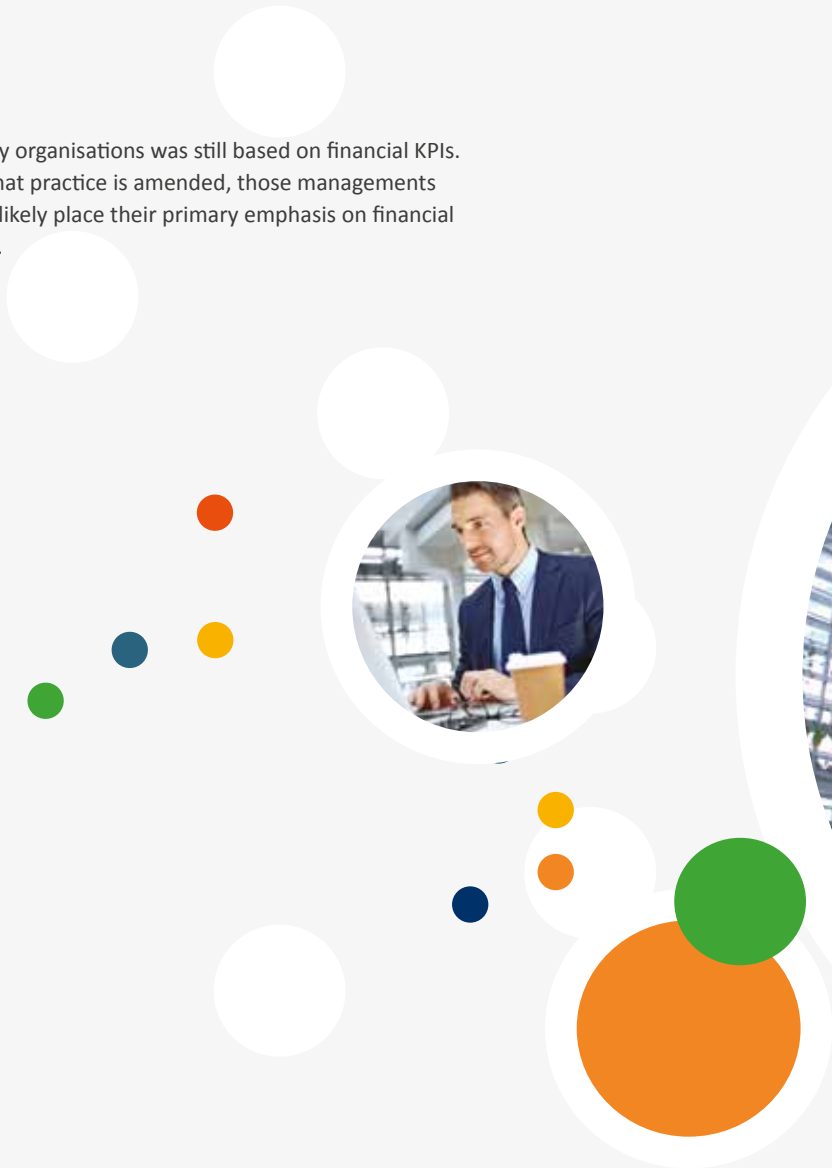 y organisations was still based on financial KPIs.
hat practice is amended, those managements
likely place their primary emphasis on financial
.